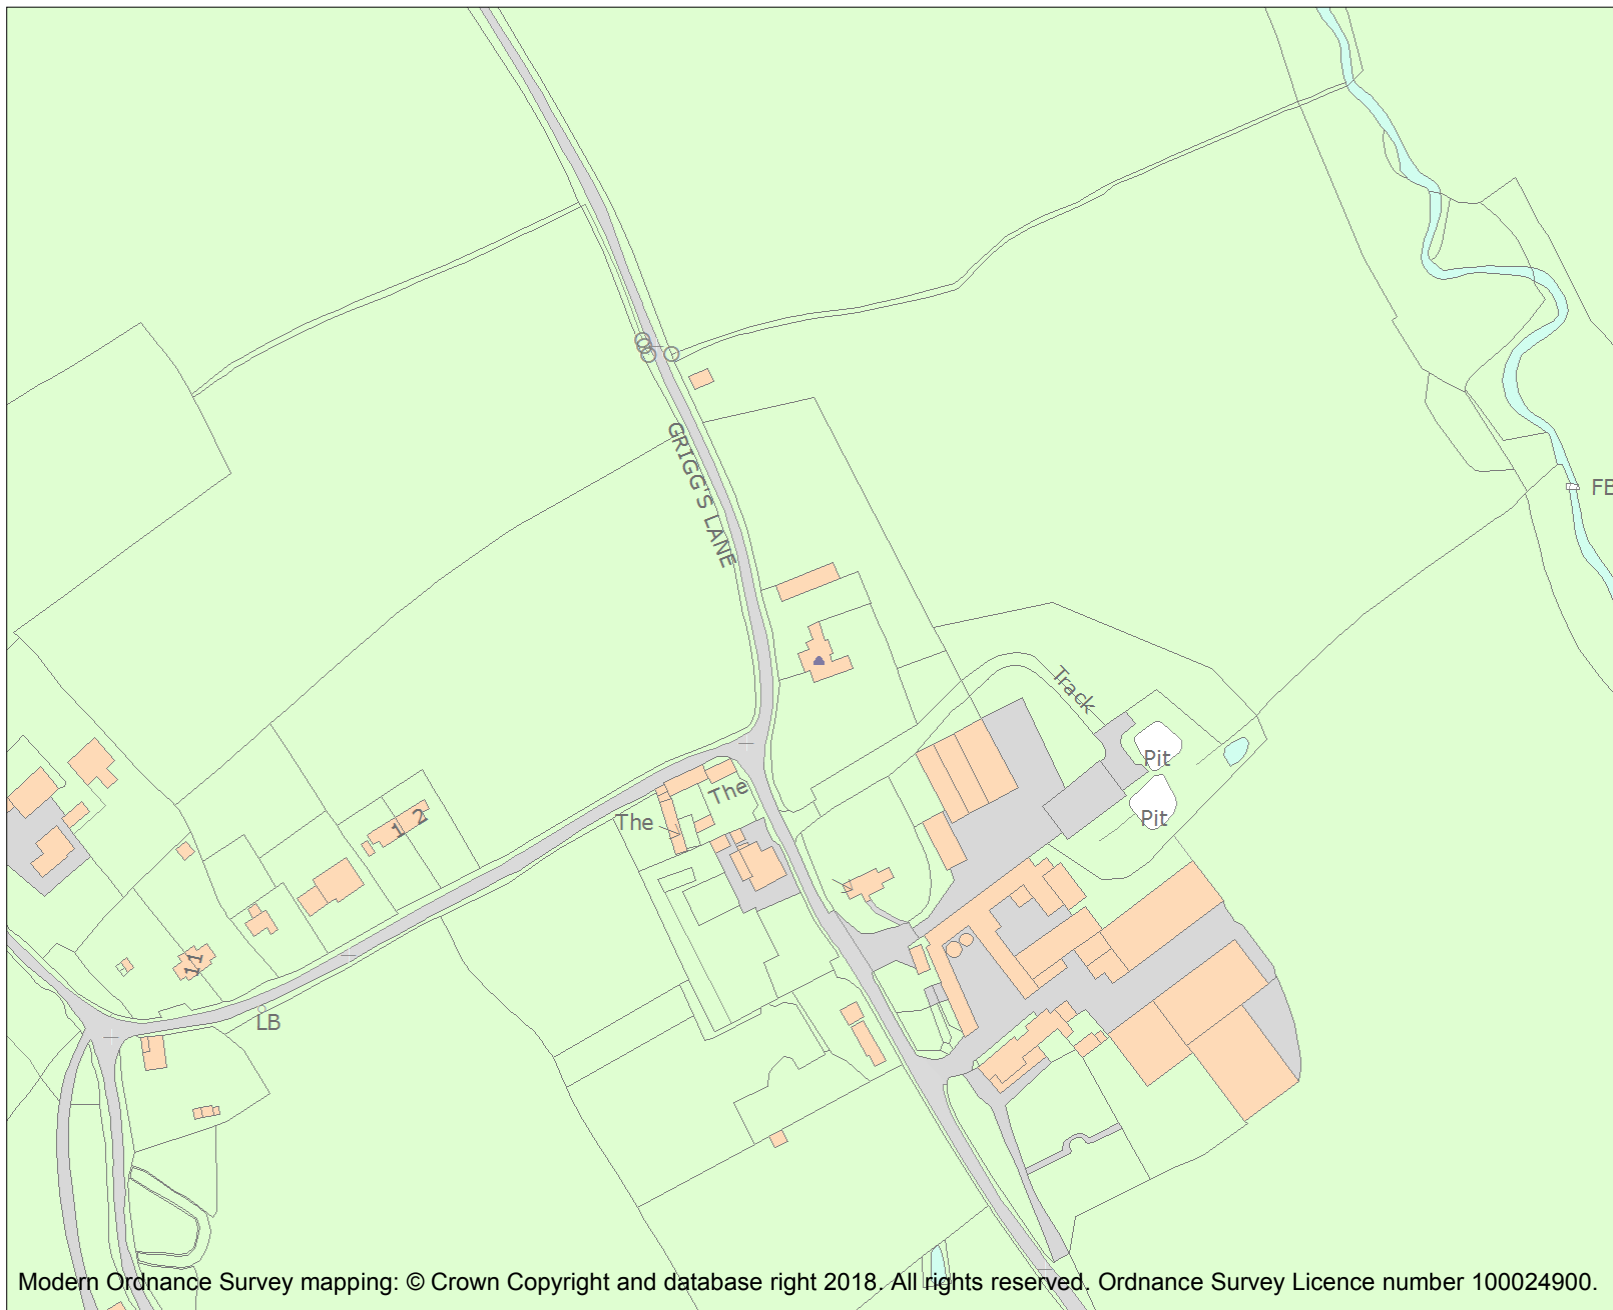 GRIGG'S LANE
FB
Track
Pit
Pit
The
The
1 2
11
LB
Modern Ordnance Survey mapping: © Crown Copyright and database right 2018. All rights reserved. Ordnance Survey Licence number 100024900.